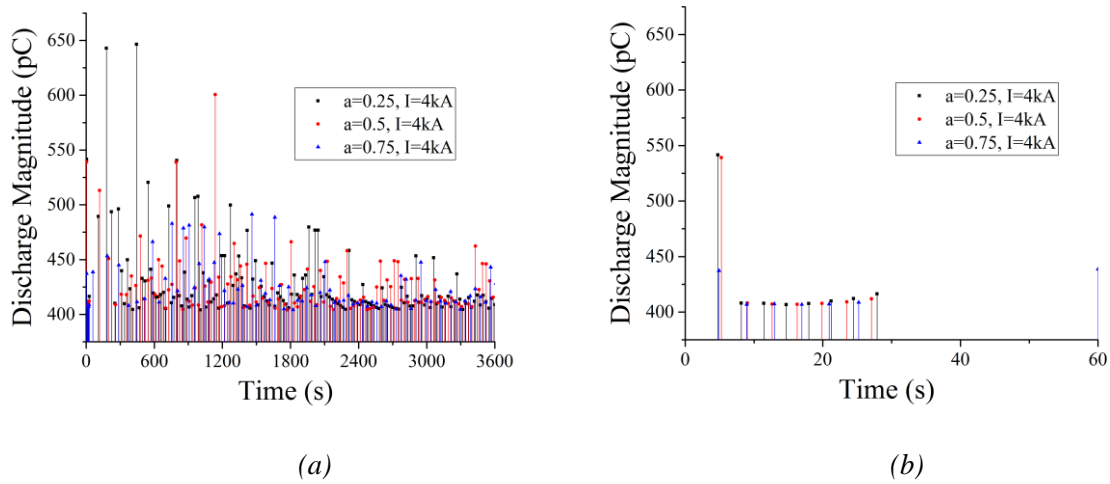 650
600
550
500
450
400
Discharge Magnitude (pC)
a=0.25, I=4kA
a=0.5, I=4kA
a=0.75, I=4kA
0 600 1200 1800 2400 3000 3600
Time (s)
(a)
650
600
550
500
450
400
Discharge Magnitude (pC)
a=0.25, I=4kA
a=0.5, I=4kA
a=0.75, I=4kA
0 20 40 60
Time (s)
(b)